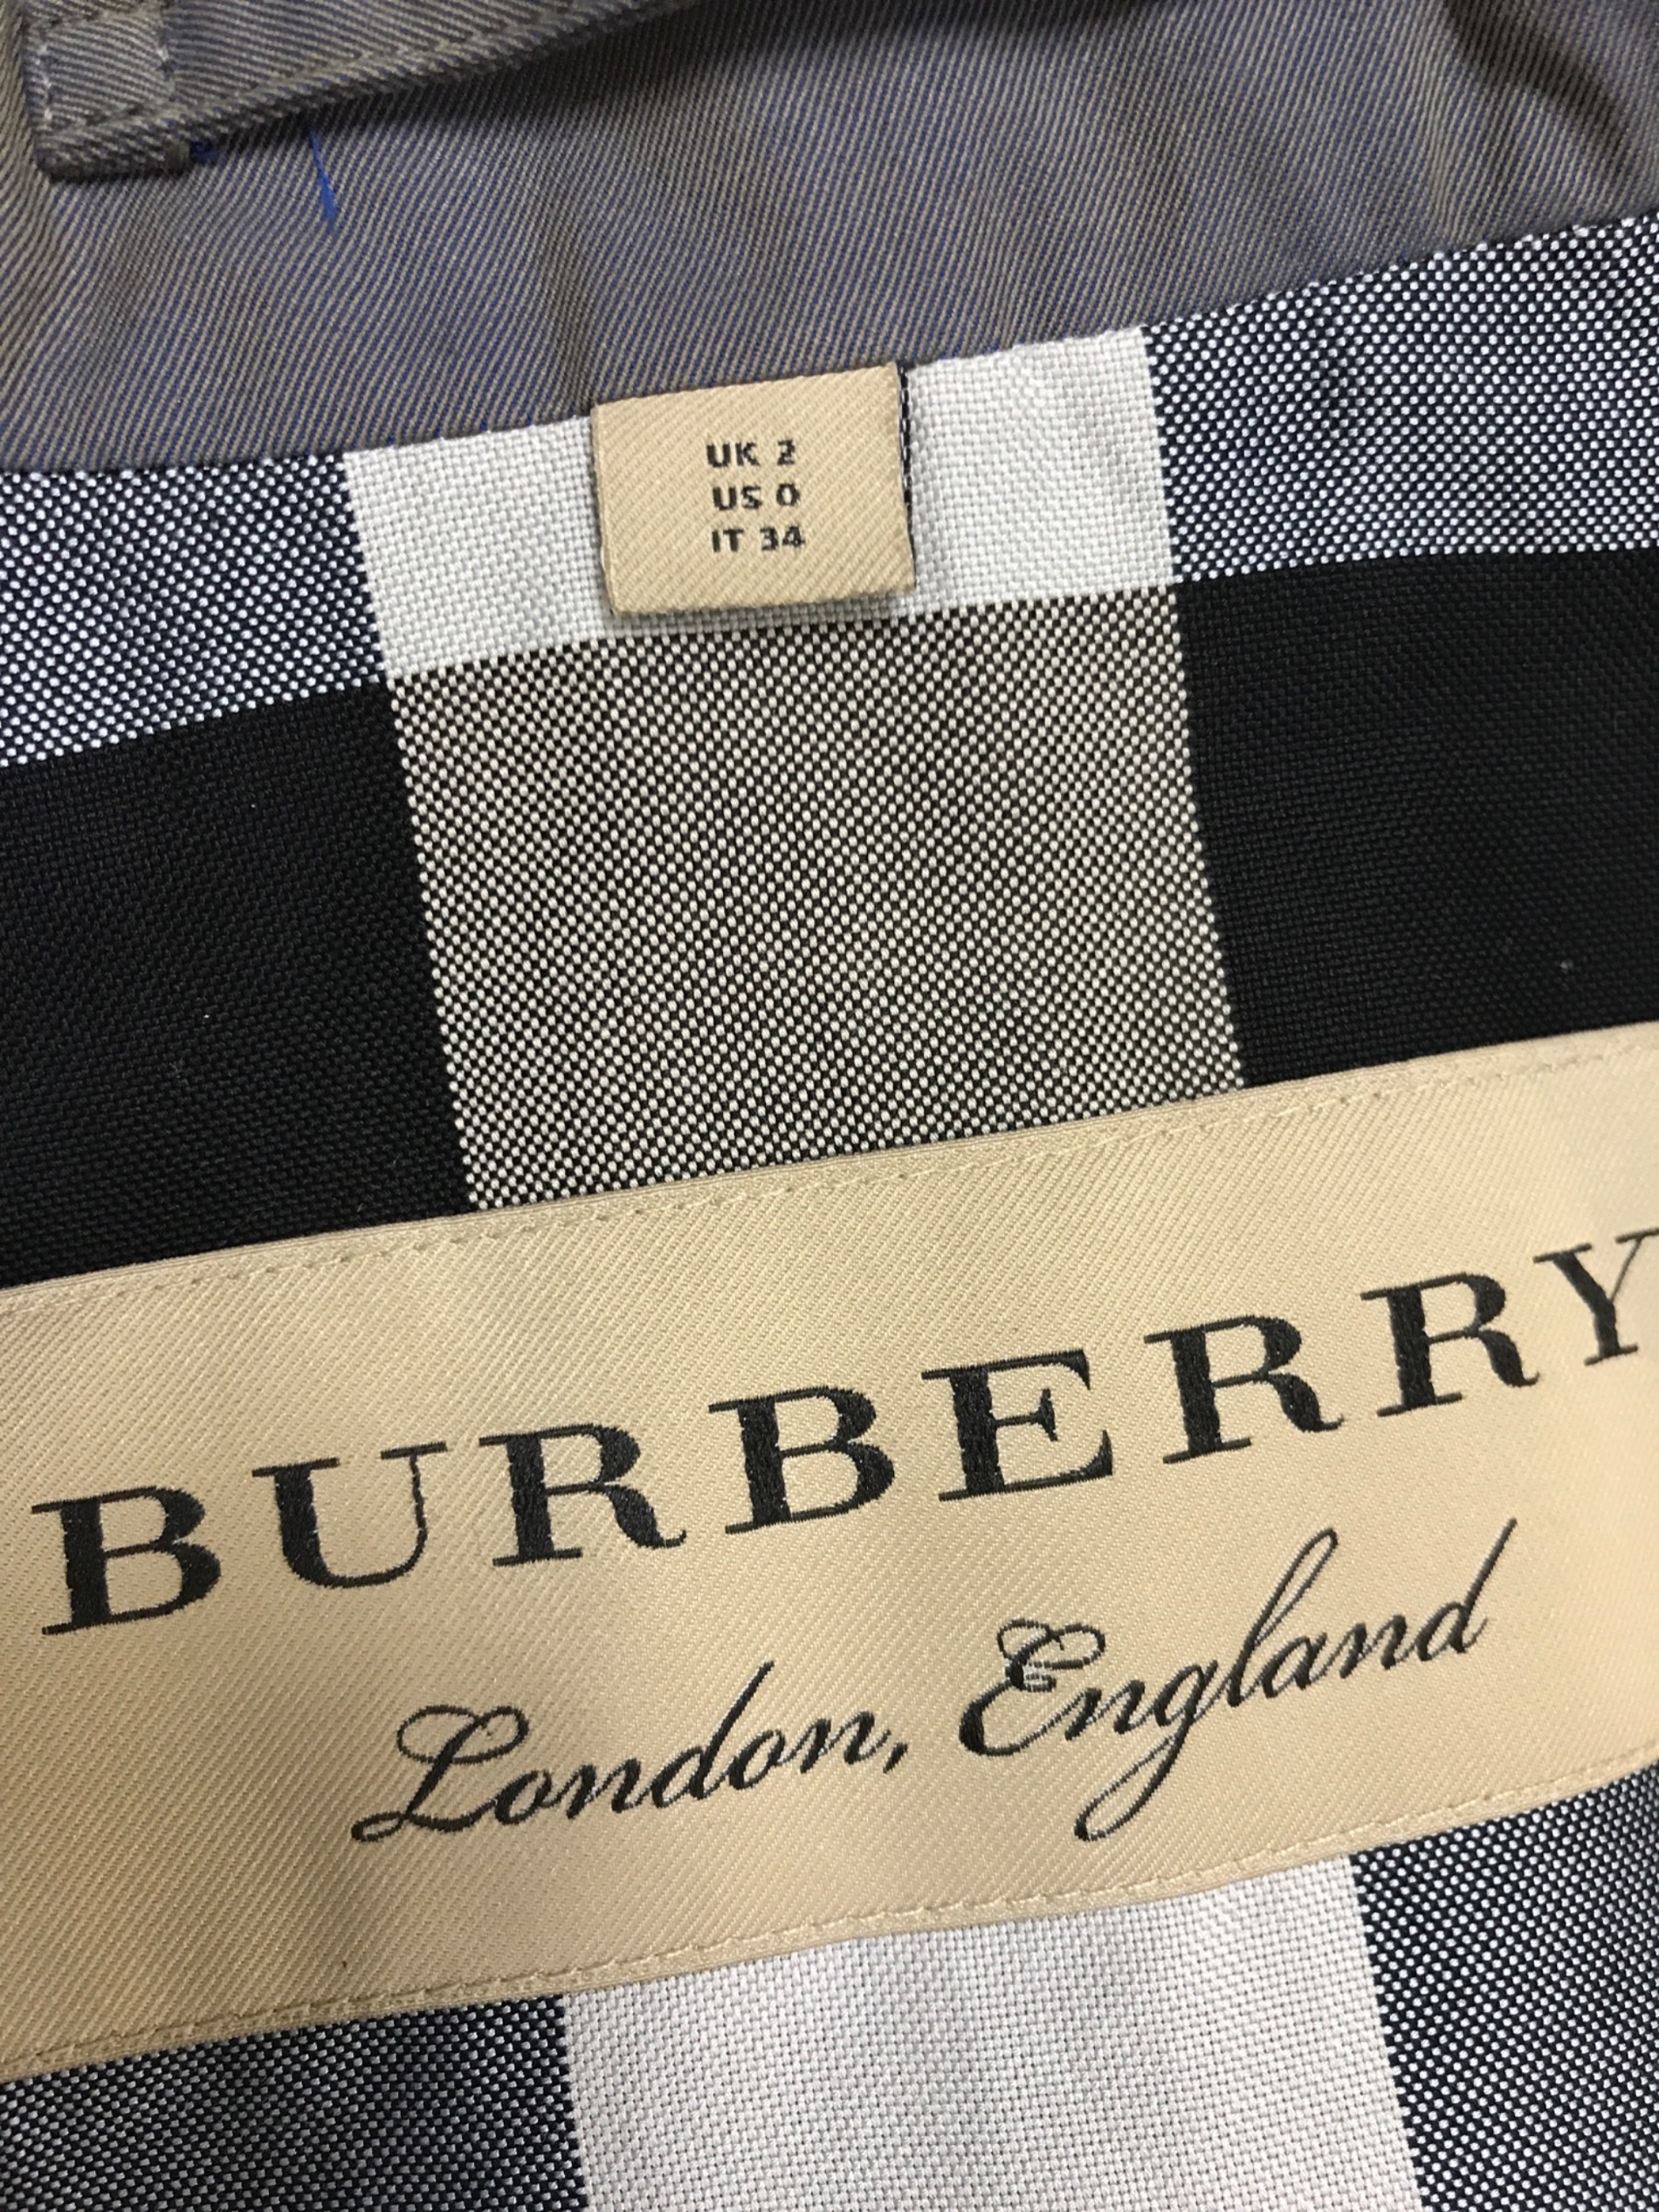 UK 2
US 0
IT 34
BURBERRY
London, England